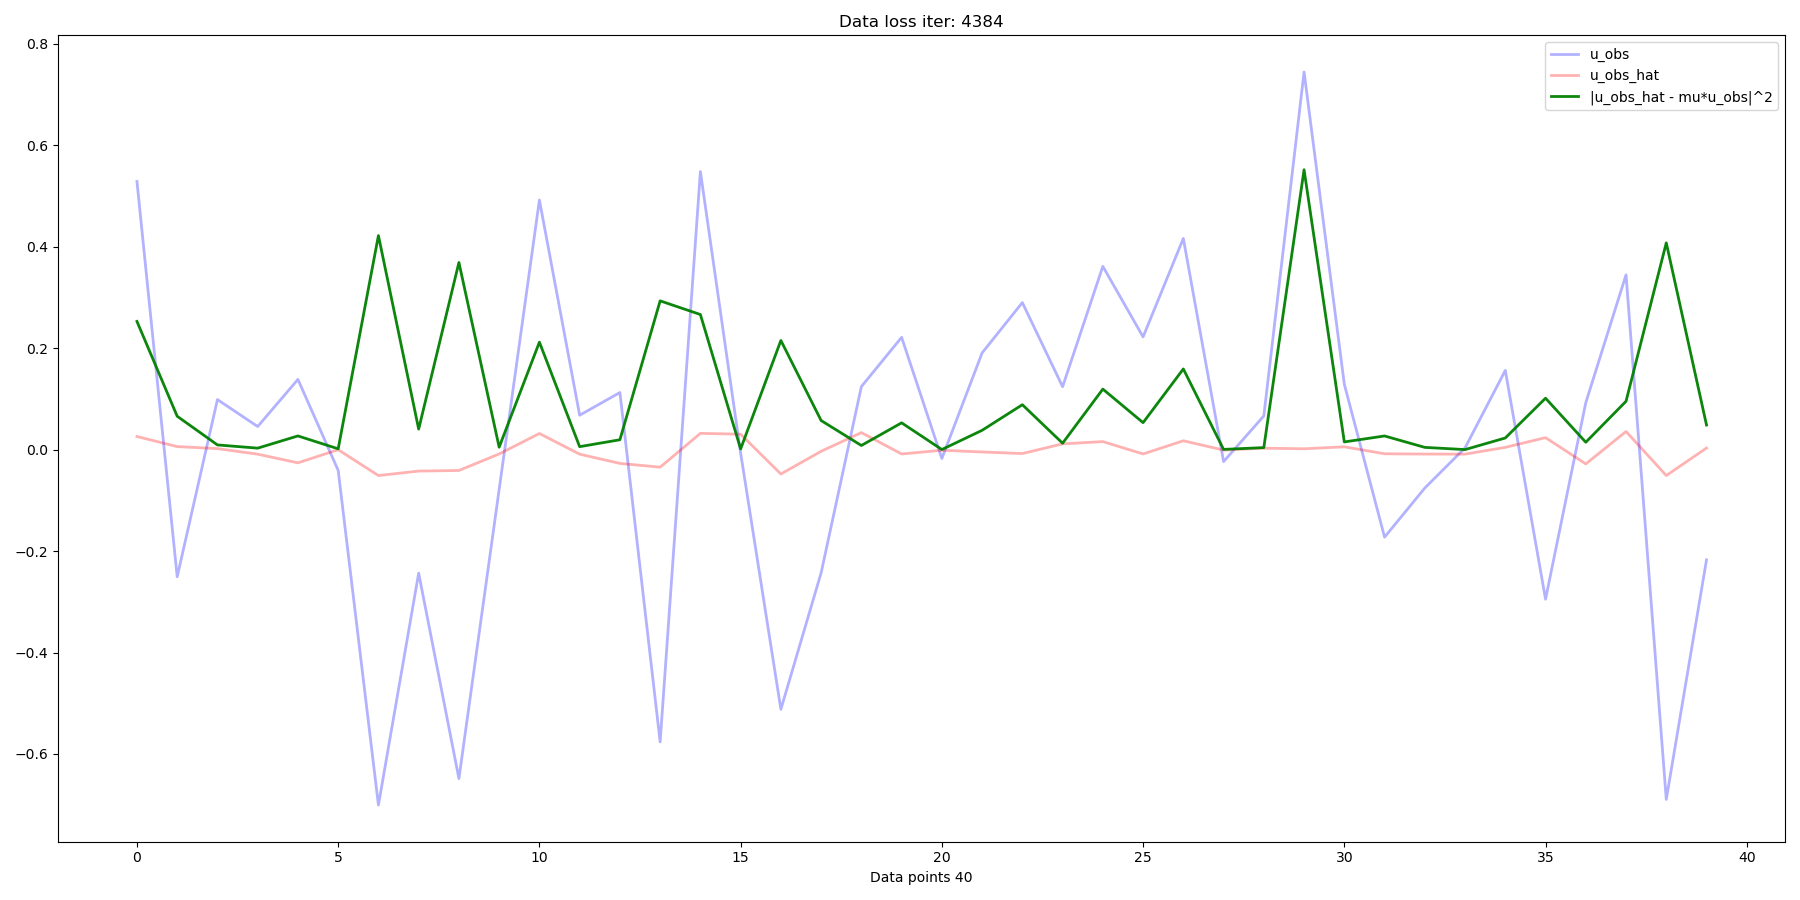 Data loss iter: 4384
u_obs
u_obs_hat
|u_obs_hat - mu*u_obs|^2
0.8
0.6
0.4
0.2
0.0
−0.2
−0.4
−0.6
0 5 10 15 20 25 30 35 40
Data points 40